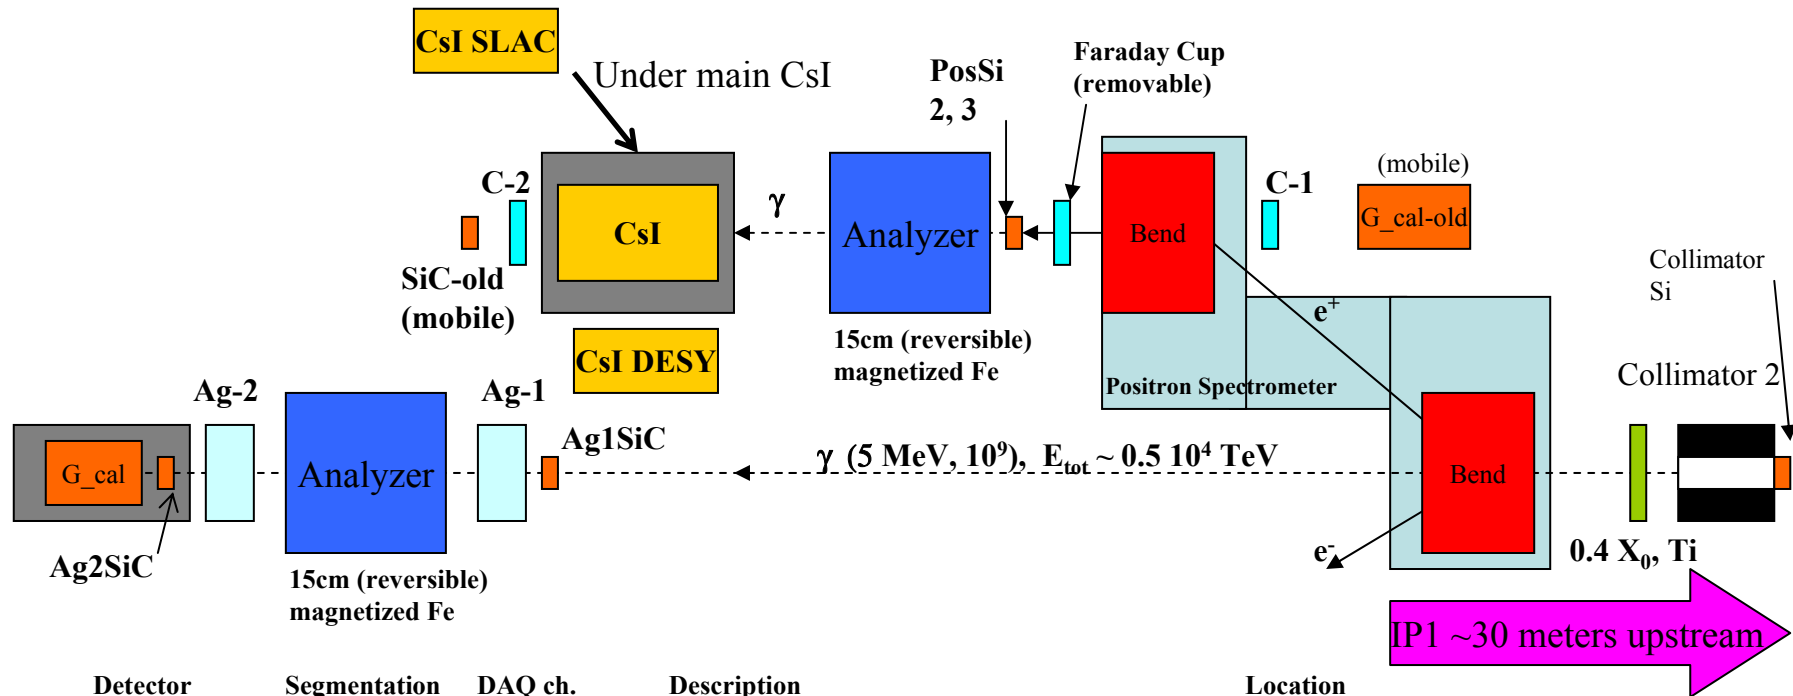 CsI SLAC
Under main CsI
PosSi
2, 3
Faraday Cup
(removable)
(mobile)
C-2
γ
C-1
CsI
Analyzer
Bend
G_cal-old
SiC-old
(mobile)
Collimator
Si
e⁺
15cm (reversible)
magnetized Fe
CsI DESY
Positron Spectrometer
Collimator 2
Ag-2
Ag-1
Ag1SiC
γ (5 MeV, 10⁹), E_tot ~ 0.5 10⁴ TeV
G_cal
Analyzer
Bend
Ag2SiC
e⁻
0.4 X₀, Ti
15cm (reversible)
magnetized Fe
IP1 ~30 meters upstream
Detector Segmentation DAQ ch. Description Location